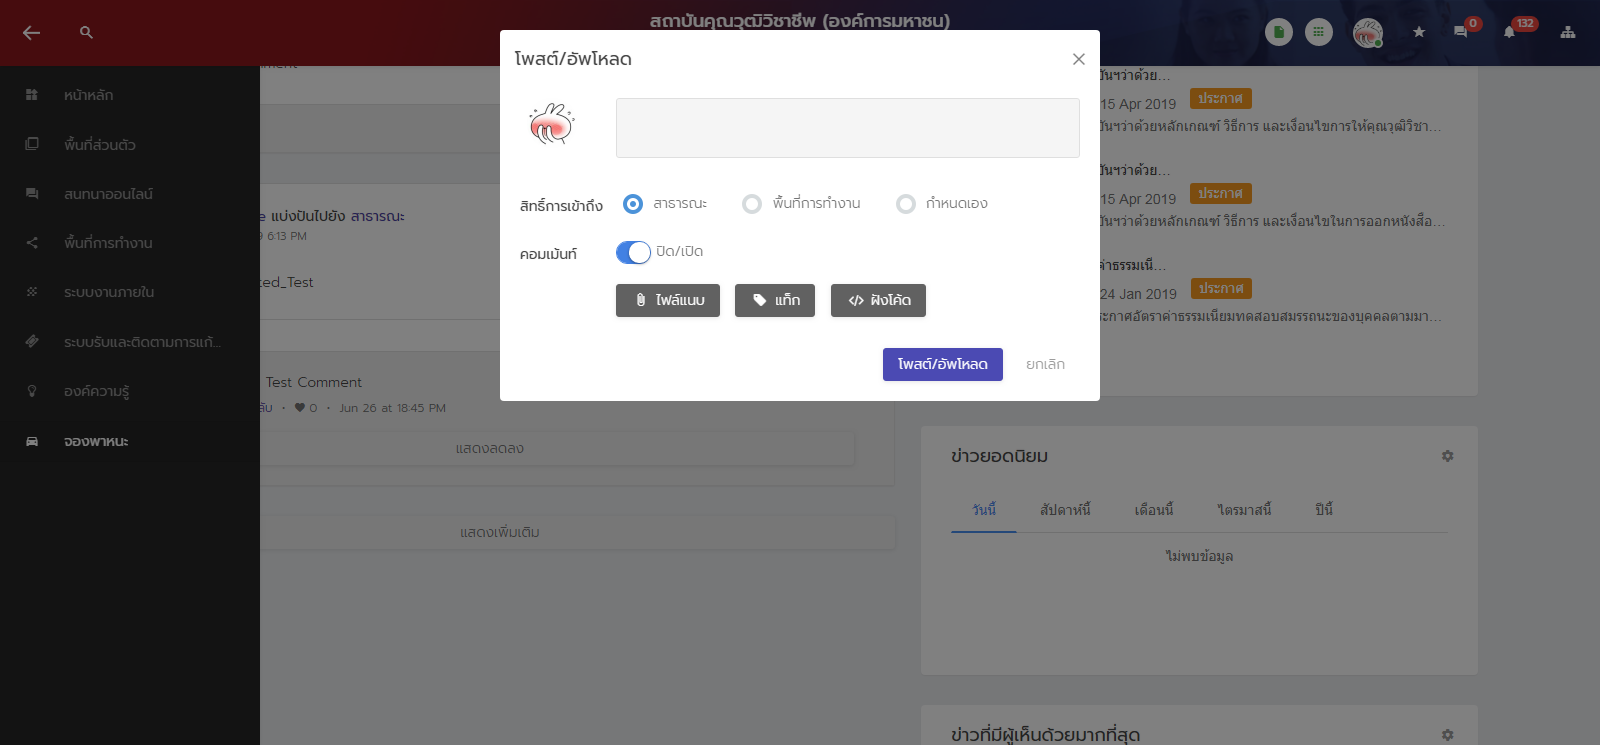 สถาบันคุณวุฒิวิชาชีพ (องค์การมหาชน)
0
132
หน้าหลัก
พื้นที่ส่วนตัว
สนทนาออนไลน์
พื้นที่การทำงาน
ระบบงานภายใน
ระบบรับและติดตามการแก้...
องค์ความรู้
จองพาหนะ
โพสต์/อัพโหลด
สิทธิ์การเข้าถึง
สาธารณะ
พื้นที่การทำงาน
กำหนดเอง
คอมเม้นท์
ปิด/เปิด
ไฟล์แนบ
แท็ก
ฝังโค้ด
โพสต์/อัพโหลด
ยกเลิก
แบ่งปันไปยัง สาธารณะ
6:13 PM
ed_Test
Test Comment
0 · Jun 26 at 18:45 PM
แสดงลดลง
แสดงเพิ่มเติม
ว่าด้วย...
15 Apr 2019 ประกาศ
ว่าด้วยหลักเกณฑ์ วิธีการ และเงื่อนไขการให้คุณวุฒิวิชา...
ว่าด้วย...
15 Apr 2019 ประกาศ
ว่าด้วยหลักเกณฑ์ วิธีการ และเงื่อนไขในการออกหนังสือ...
ค่าธรรมเนี...
24 Jan 2019 ประกาศ
ประกาศอัตราค่าธรรมเนียมทดสอบสมรรถนะของบุคคลตามมา...
ข่าวยอดนิยม
วันนี้
สัปดาห์นี้
เดือนนี้
ไตรมาสนี้
ปีนี้
ไม่พบข้อมูล
ข่าวที่มีผู้เห็นด้วยมากที่สุด